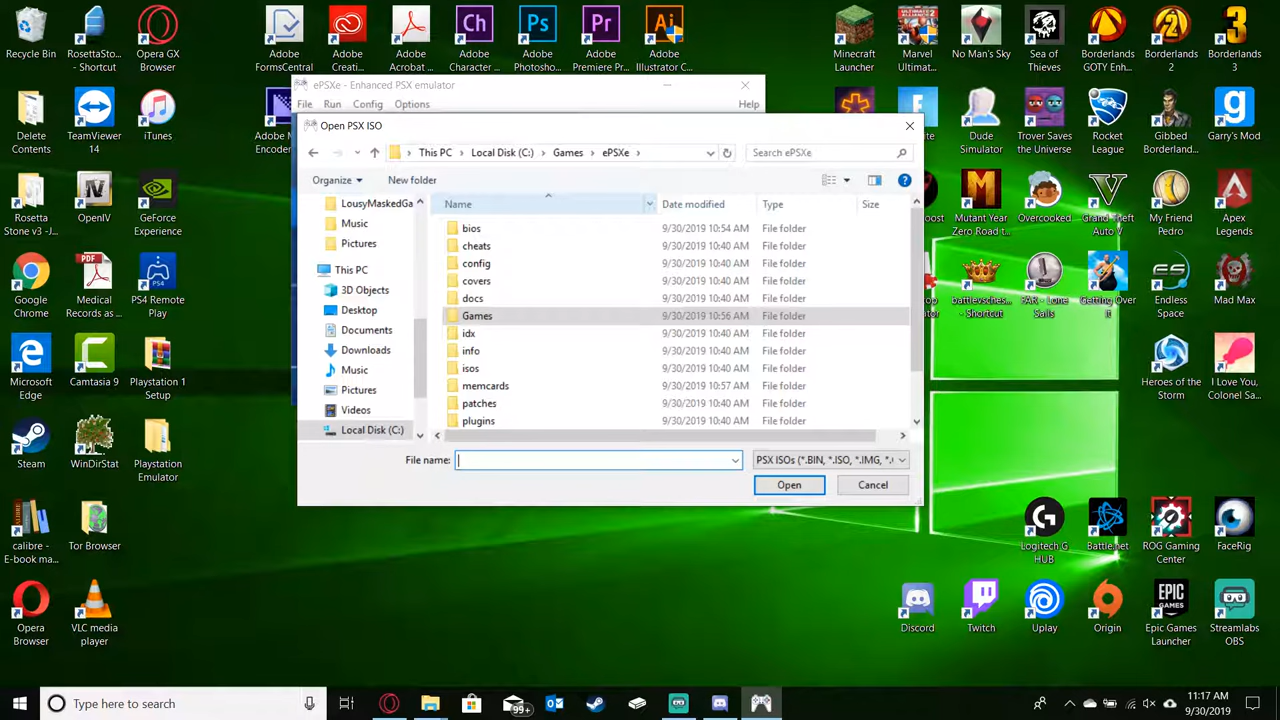 Recycle Bin
RosettaSto...
- Shortcut
Opera GX
Browser
Adobe
FormsCentral
Adobe
Creati...
Adobe
Acrobat ...
Adobe
Character ...
Adobe
Photosho...
Adobe
Premiere Pr...
Adobe
Illustrator C...
Minecraft
Launcher
Marvel
Ultimat...
No Man's Sky
Sea of
Thieves
Borderlands
GOTY Enh...
Borderlands
2
Borderlands
3
ePSXe - Enhanced PSX emulator
File Run Config Options Help
Open PSX ISO
This PC › Local Disk (C:) › Games › ePSXe ›
Search ePSXe
Organize
New folder
Name Date modified Type Size
bios 9/30/2019 10:54 AM File folder
cheats 9/30/2019 10:40 AM File folder
config 9/30/2019 10:40 AM File folder
covers 9/30/2019 10:40 AM File folder
docs 9/30/2019 10:40 AM File folder
Games 9/30/2019 10:56 AM File folder
idx 9/30/2019 10:40 AM File folder
info 9/30/2019 10:40 AM File folder
isos 9/30/2019 10:40 AM File folder
memcards 9/30/2019 10:57 AM File folder
patches 9/30/2019 10:40 AM File folder
plugins 9/30/2019 10:40 AM File folder
LousyMaskedGa
Music
Pictures
This PC
3D Objects
Desktop
Documents
Downloads
Music
Pictures
Videos
Local Disk (C:)
File name:
PSX ISOs (*.BIN, *.ISO, *.IMG, *.
Open
Cancel
Delete
Contents
TeamViewer
14
iTunes
Adobe M
Encoder
Dude
Simulator
Trover Saves
the Universe
Rocket
League
Gibbed
Borderlands...
Garry's Mod
Rosetta
Stone v3 -J...
OpenIV
GeForce
Experience
Mutant Year
Zero Road t...
Overcooked...
Grand Theft
Auto V
My Friend
Pedro
Apex
Legends
Google
Chrome
Medical
Records as ...
PS4 Remote
Play
battlevsches...
- Shortcut
FAR - Lone
Sails
Getting Over
It
Endless
Space
Mad Max
Microsoft
Edge
Camtasia 9
Playstation 1
Setup
Heroes of the
Storm
I Love You,
Colonel Sa...
Steam
WinDirStat
Playstation
Emulator
calibre -
E-book ma...
Tor Browser
Logitech G
HUB
Battle.net
ROG Gaming
Center
FaceRig
Opera
Browser
VLC media
player
Discord
Twitch
Uplay
Origin
Epic Games
Launcher
Streamlabs
OBS
Type here to search
99+
11:17 AM
9/30/2019